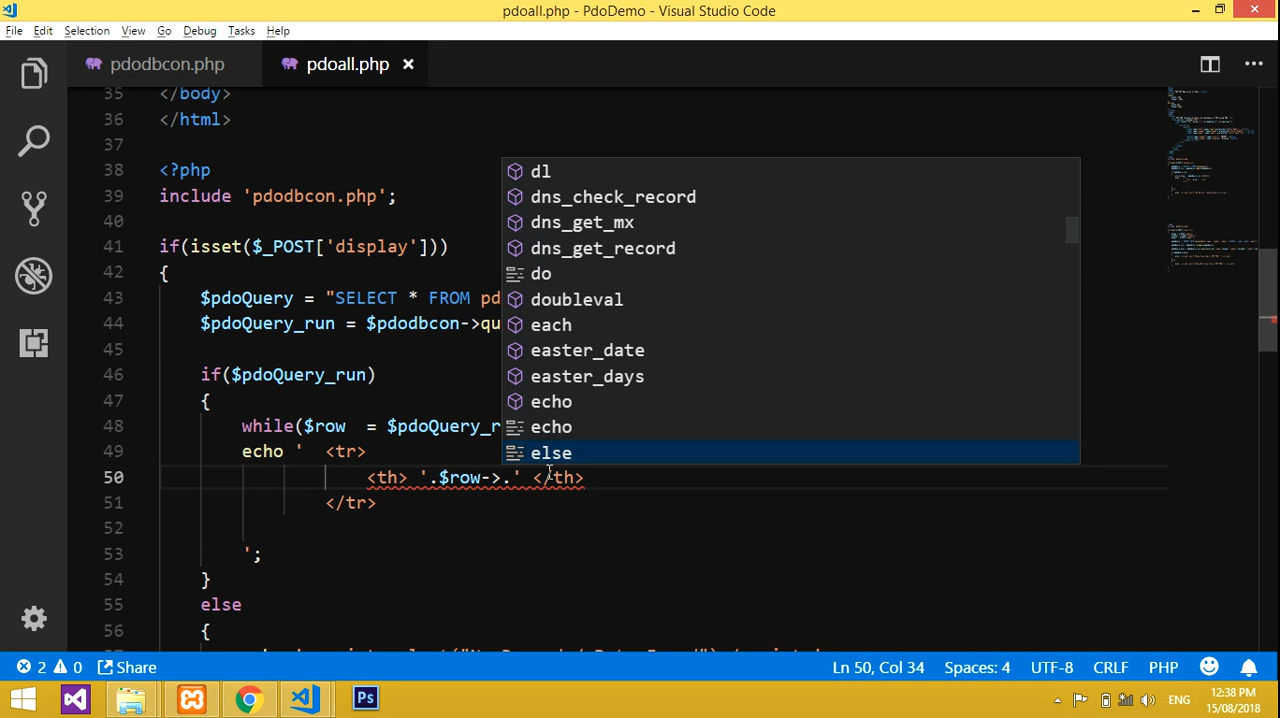 pdoall.php - PdoDemo - Visual Studio Code
File Edit Selection View Go Debug Tasks Help
pdodbcon.php pdoall.php ×
35 </body>
36 </html>
37
38 <?php
39 include 'pdodbcon.php';
40
41 if(isset($_POST['display']))
42 {
43 $pdoQuery = "SELECT * FROM pd
44 $pdoQuery_run = $pdodbcon->qu
45
46 if($pdoQuery_run)
47 {
48 while($row = $pdoQuery_r
49 echo ' <tr>
50 <th> '.$row->.' </th>
51 </tr>
52
53 ';
54 }
55 else
56 {
dl
dns_check_record
dns_get_mx
dns_get_record
do
doubleval
each
easter_date
easter_days
echo
echo
else
2 0 Share Ln 50, Col 34 Spaces: 4 UTF-8 CRLF PHP
Ps ENG 12:38 PM
15/08/2018